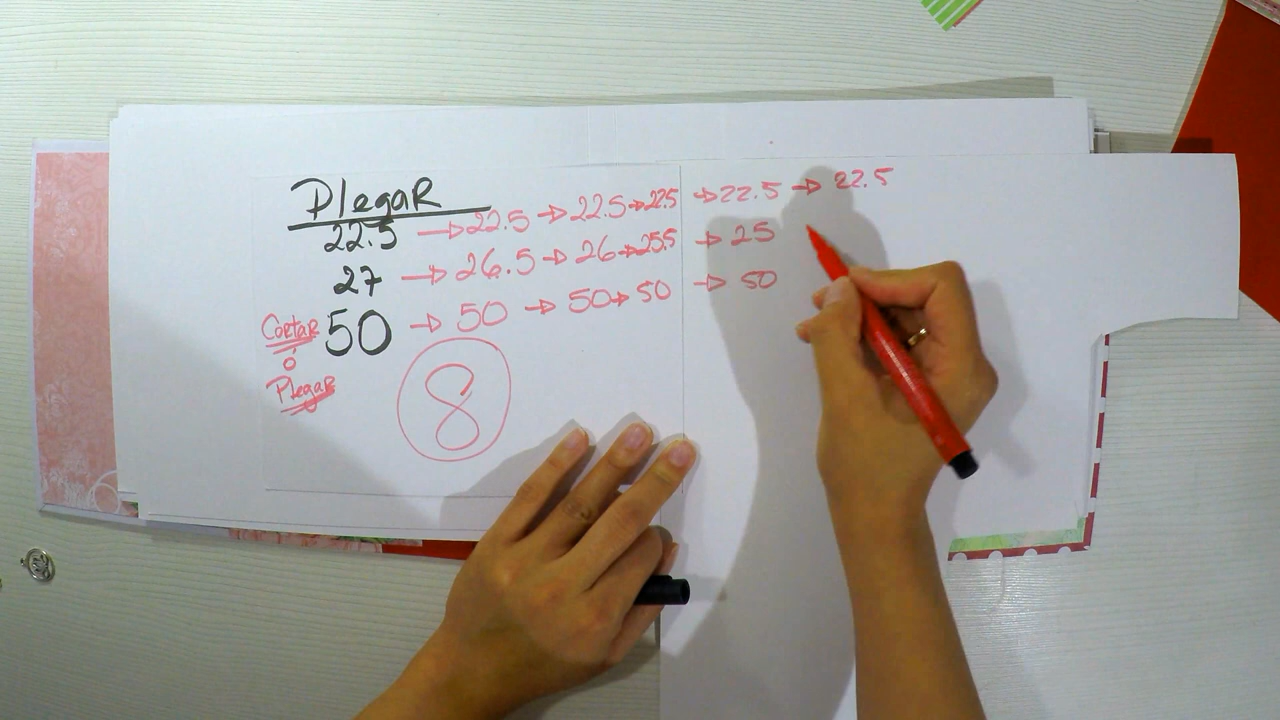 PlegaR
22.5 → 22.5 → 22.5 → 22.5 → 22.5 → 22.5
27 → 26.5 → 26 → 25.5 → 25
50 → 50 → 50 → 50 → 50
Cortar
ó
PlegaR
8